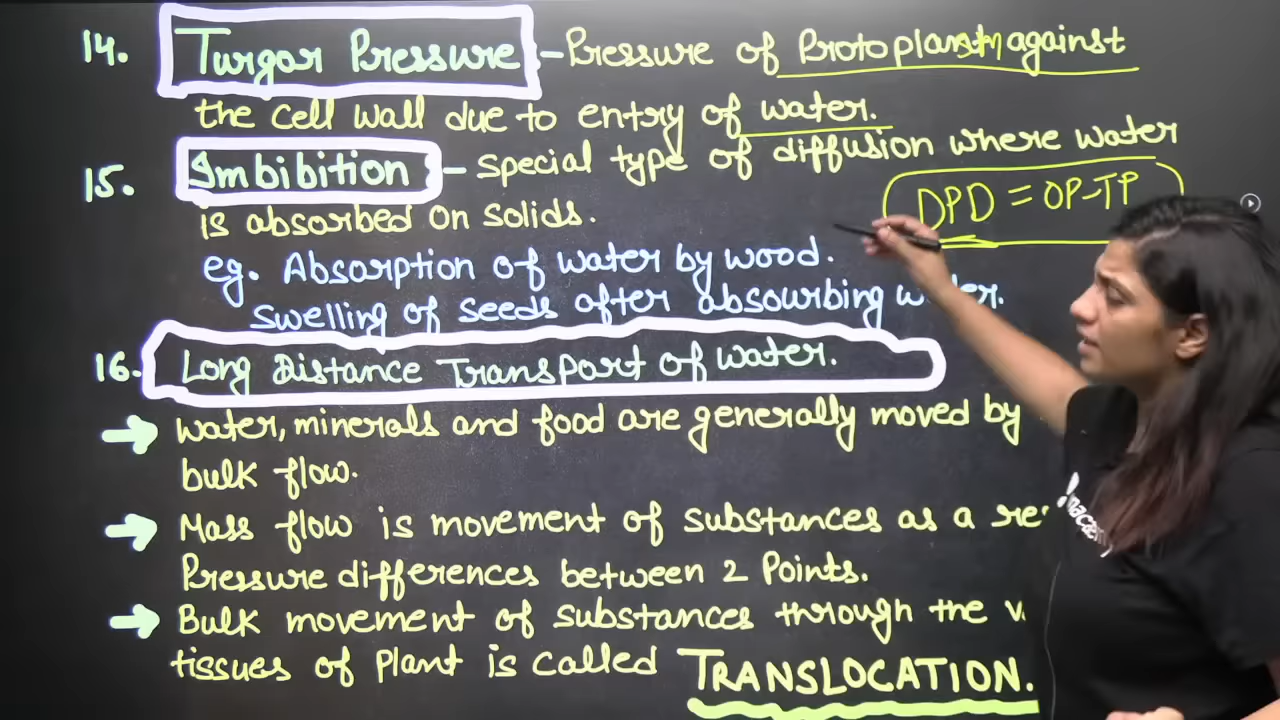 14. Turgor Pressure - Pressure of Protoplasm against
the cell wall due to entry of water.
15. Imbibition - Special type of diffusion where water
is absorbed on solids.
DPD = OP-TP
eg. Absorption of water by wood.
Swelling of seeds after absourbing water.
16. Long Distance Transport of water.
→ water, minerals and food are generally moved by
bulk flow.
→ Mass flow is movement of substances as a re
Pressure differences between 2 Points.
→ Bulk movement of substances through the v
tissues of Plant is called TRANSLOCATION.
unacademy